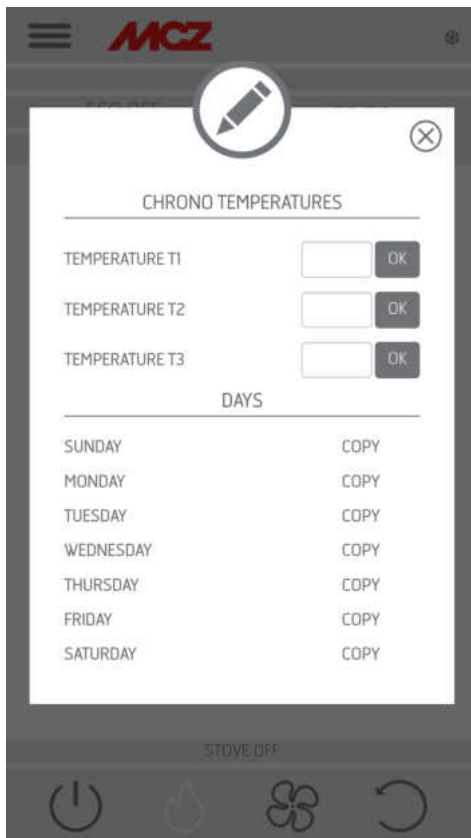 MCZ
CHRONO TEMPERATURES
TEMPERATURE T1 OK
TEMPERATURE T2 OK
TEMPERATURE T3 OK
DAYS
SUNDAY COPY
MONDAY COPY
TUESDAY COPY
WEDNESDAY COPY
THURSDAY COPY
FRIDAY COPY
SATURDAY COPY
STOVE OFF